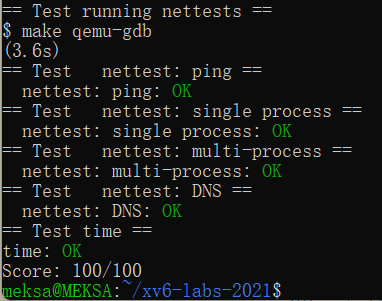 == Test running nettests ==
$ make qemu-gdb
(3.6s)
== Test   nettest: ping ==
  nettest: ping: OK
== Test   nettest: single process ==
  nettest: single process: OK
== Test   nettest: multi-process ==
  nettest: multi-process: OK
== Test   nettest: DNS ==
  nettest: DNS: OK
== Test time ==
time: OK
Score: 100/100
meksa@MEKSA:~/xv6-labs-2021$